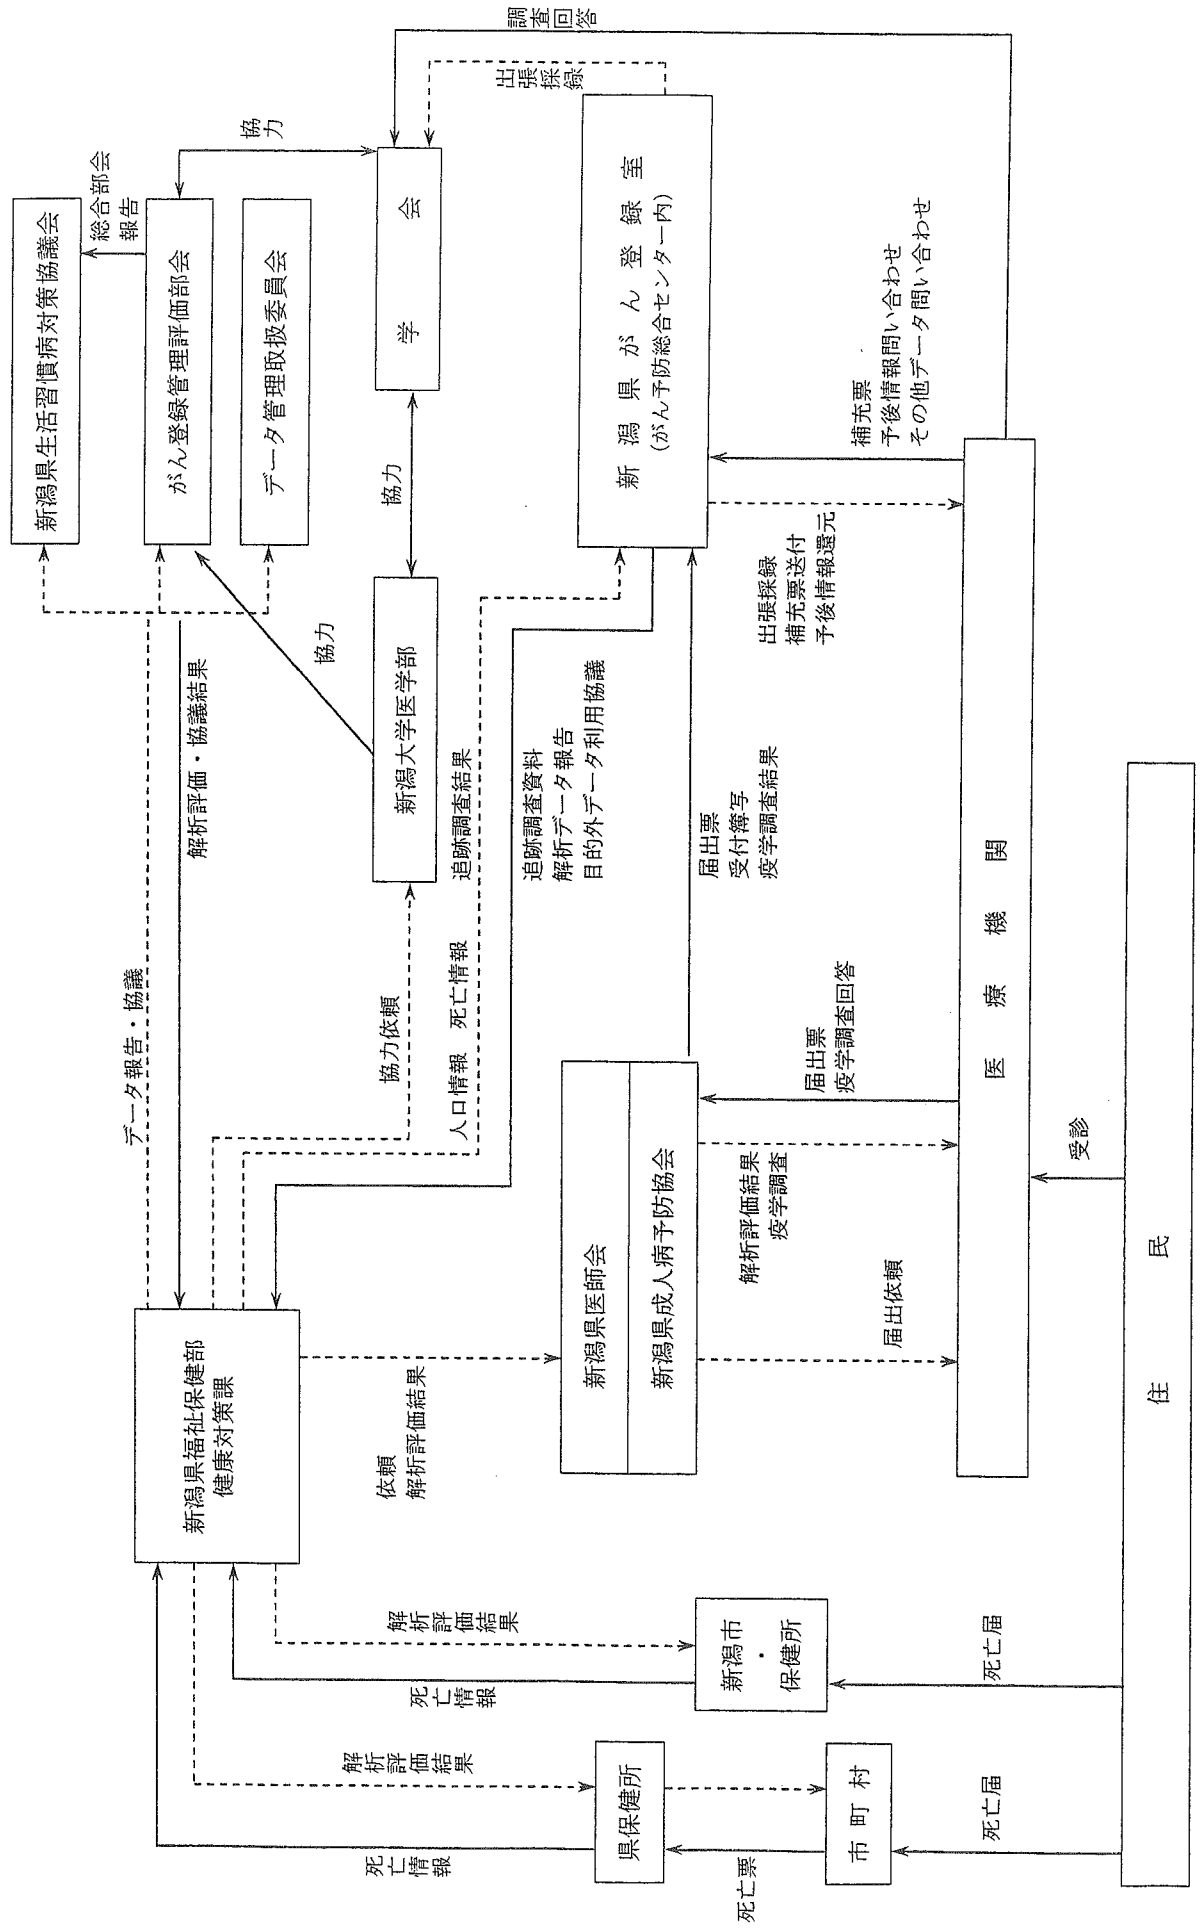 新潟県生活習慣病対策協議会
総合部会
報告
がん登録管理評価部会
データ管理取扱委員会
協力
学会
調査回答
出張採録
新潟県がん登録室
(がん予防総合センター内)
協力
新潟大学医学部
協力
データ報告・協議
解析評価・協議結果
協力依頼
人口情報 死亡情報 追跡調査結果
追跡調査資料
解析データ報告
目的外データ利用協議
新潟県福祉保健部
健康対策課
依頼
解析評価結果
新潟県医師会
新潟県成人病予防協会
届出票
受付簿写
疫学調査結果
出張採録
補充票送付
予後情報還元
補充票
予後情報問い合わせ
その他データ問い合わせ
届出票
疫学調査回答
解析評価結果
疫学調査
届出依頼
医療機関
受診
解析評価結果
死亡情報
新潟市
・
保健所
死亡届
解析評価結果
死亡情報
県保健所
死亡票
市町村
死亡届
住民